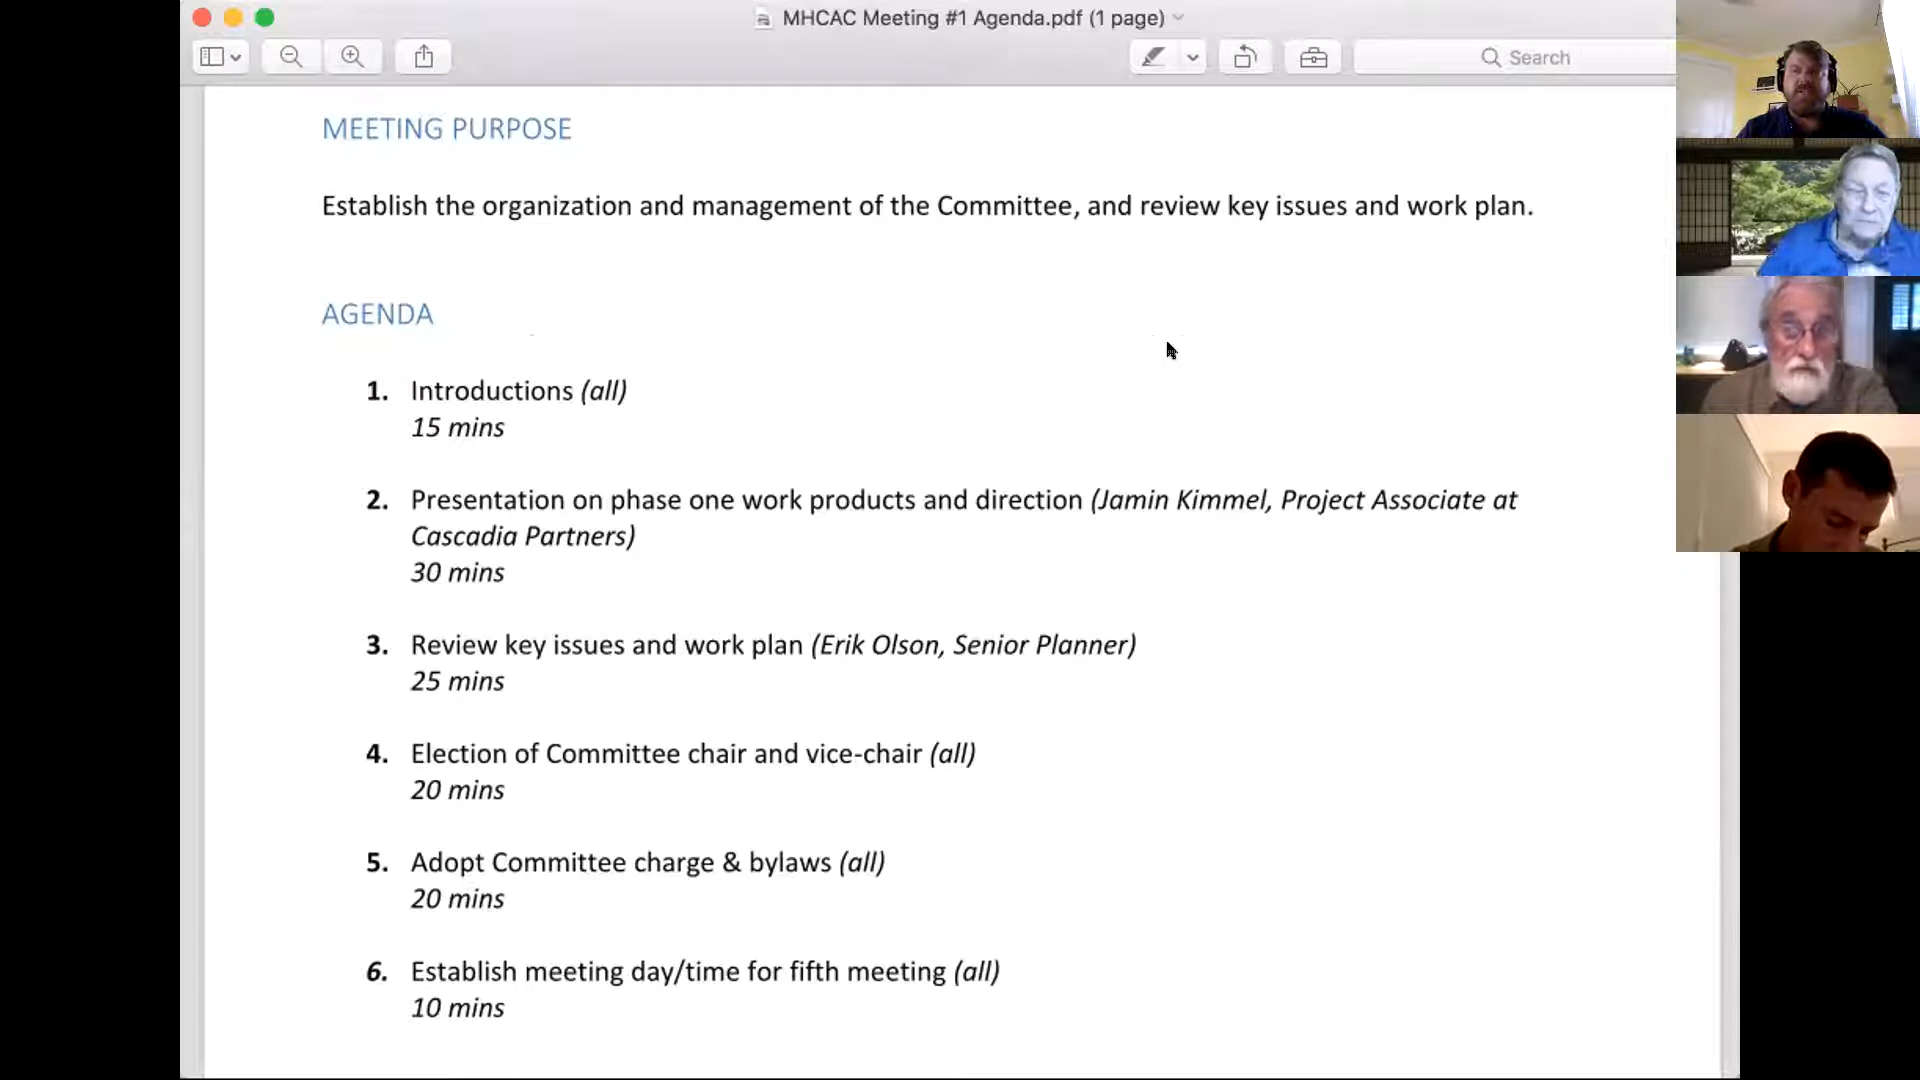 MHCAC Meeting #1 Agenda.pdf (1 page)
Search
MEETING PURPOSE
Establish the organization and management of the Committee, and review key issues and work plan.
AGENDA
1. Introductions (all)
15 mins
2. Presentation on phase one work products and direction (Jamin Kimmel, Project Associate at
Cascadia Partners)
30 mins
3. Review key issues and work plan (Erik Olson, Senior Planner)
25 mins
4. Election of Committee chair and vice-chair (all)
20 mins
5. Adopt Committee charge & bylaws (all)
20 mins
6. Establish meeting day/time for fifth meeting (all)
10 mins